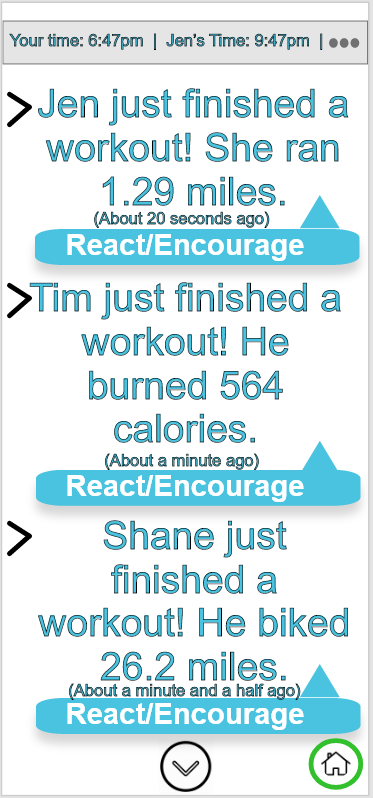 Your time: 6:47pm | Jen's Time: 9:47pm |
Jen just finished a
workout! She ran
1.29 miles.
(About 20 seconds ago)
React/Encourage
Tim just finished a
workout! He
burned 564
calories.
(About a minute ago)
React/Encourage
Shane just
finished a
workout! He biked
26.2 miles.
(About a minute and a half ago)
React/Encourage